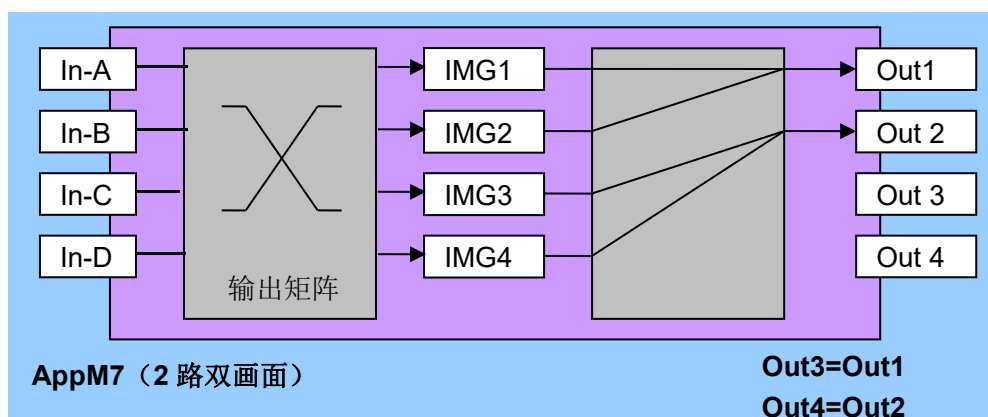 In-A
IMG1
Out1
In-B
IMG2
Out 2
In-C
IMG3
Out 3
In-D
IMG4
Out 4
输出矩阵
AppM7（2 路双画面）
Out3=Out1
Out4=Out2